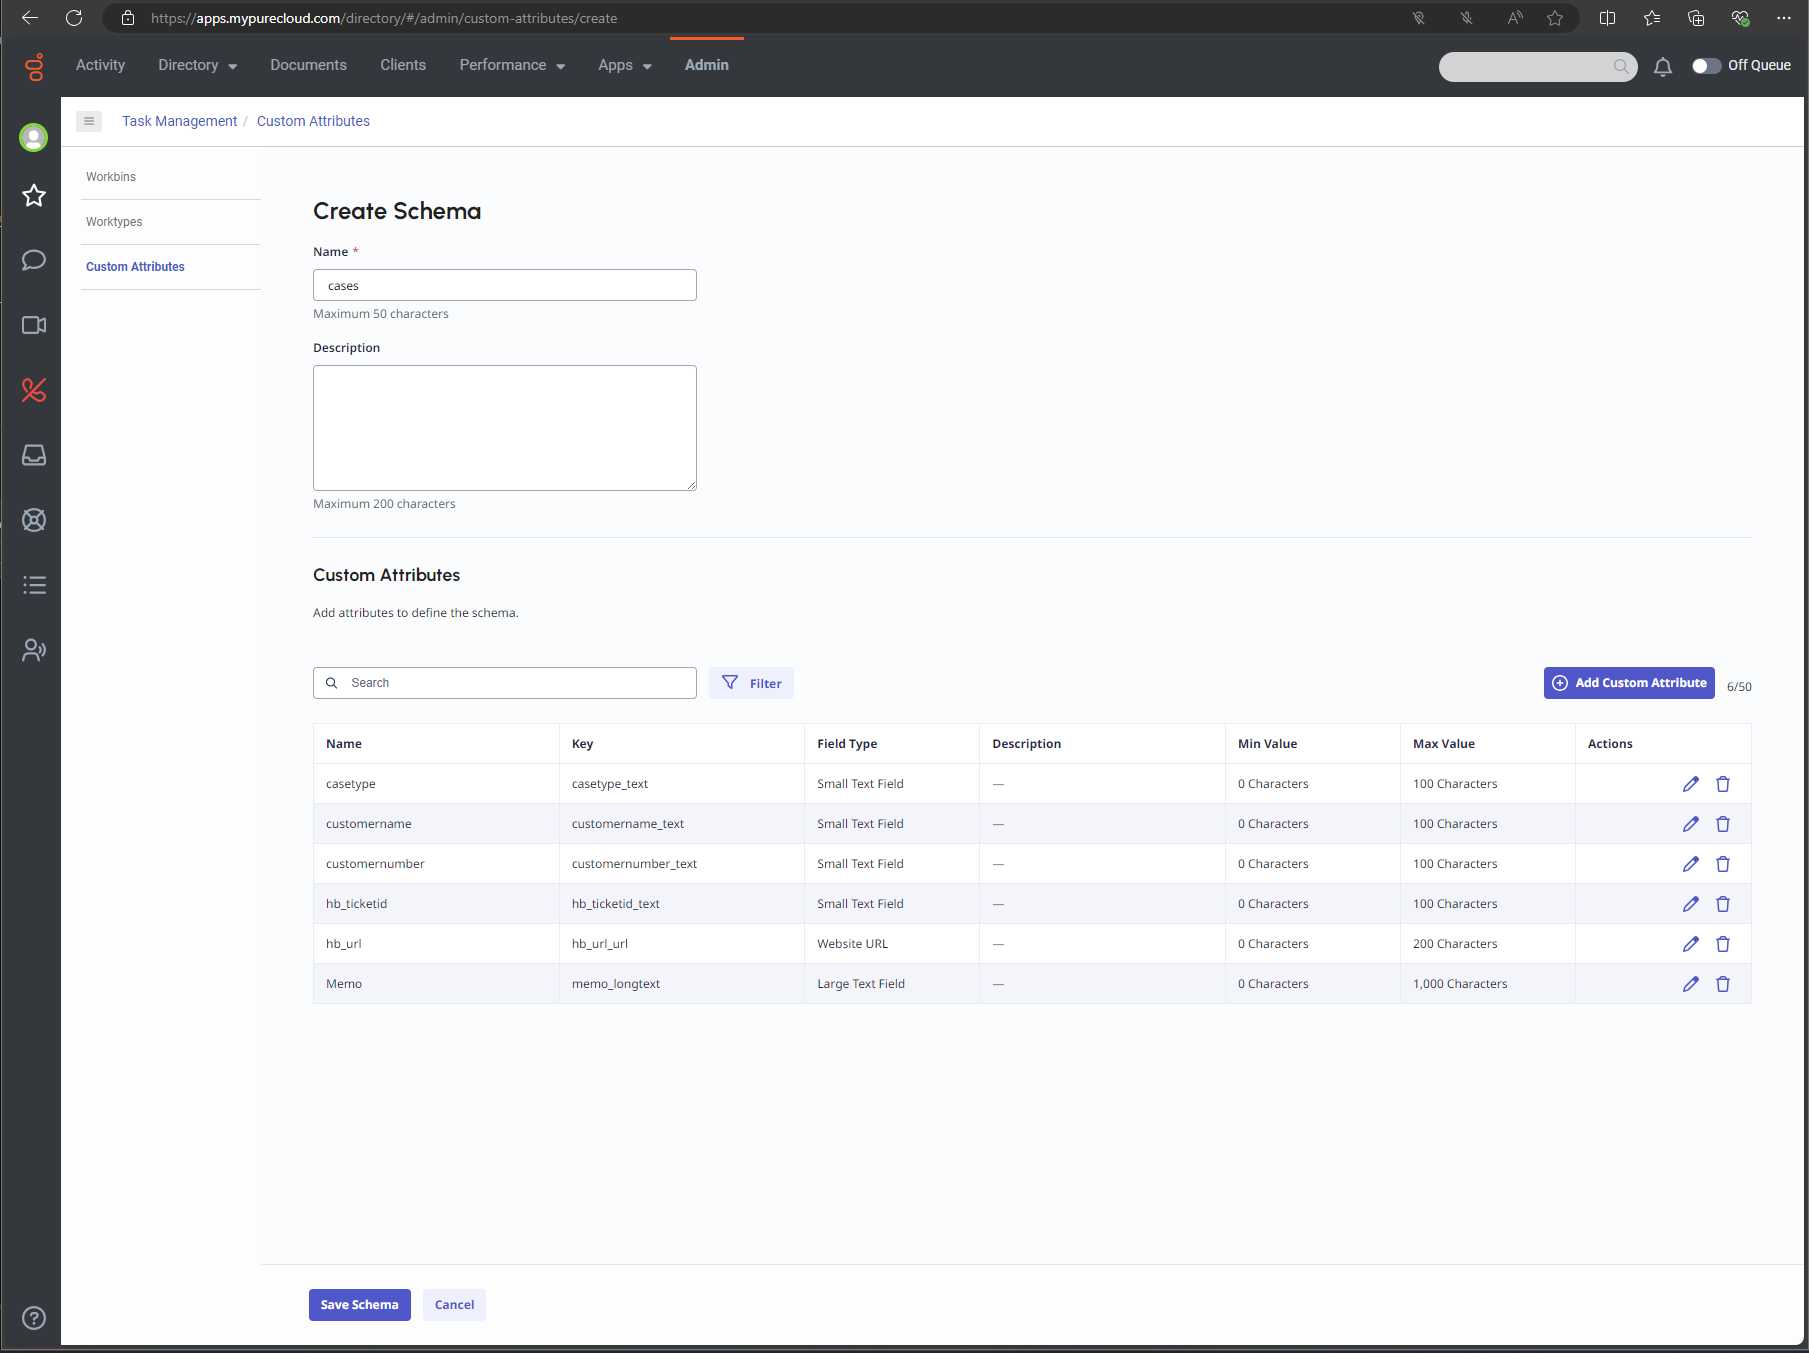 https://apps.mypurecloud.com/directory/#/admin/custom-attributes/create
Activity Directory Documents Clients Performance Apps Admin Off Queue
Task Management / Custom Attributes
Workbins
Worktypes
Custom Attributes
Create Schema
Name *
cases
Maximum 50 characters
Description
Maximum 200 characters
Custom Attributes
Add attributes to define the schema.
Search Filter Add Custom Attribute 6/50
Name Key Field Type Description Min Value Max Value Actions
casetype casetype_text Small Text Field — 0 Characters 100 Characters
customername customername_text Small Text Field — 0 Characters 100 Characters
customernumber customernumber_text Small Text Field — 0 Characters 100 Characters
hb_ticketid hb_ticketid_text Small Text Field — 0 Characters 100 Characters
hb_url hb_url_url Website URL — 0 Characters 200 Characters
Memo memo_longtext Large Text Field — 0 Characters 1,000 Characters
Save Schema Cancel